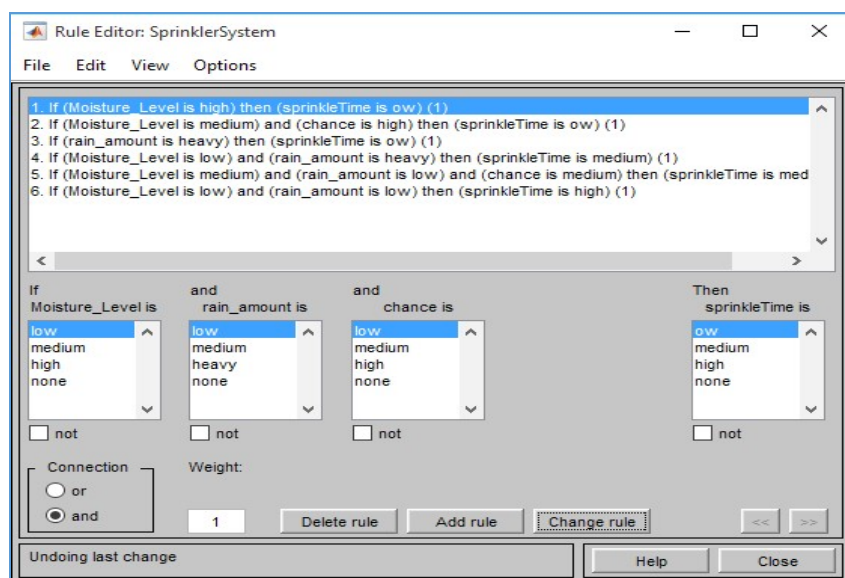 Rule Editor: SprinklerSystem
File Edit View Options
1. If (Moisture_Level is high) then (sprinkleTime is ow) (1)
2. If (Moisture_Level is medium) and (chance is high) then (sprinkleTime is ow) (1)
3. If (rain_amount is heavy) then (sprinkleTime is ow) (1)
4. If (Moisture_Level is low) and (rain_amount is heavy) then (sprinkleTime is medium) (1)
5. If (Moisture_Level is medium) and (rain_amount is low) and (chance is medium) then (sprinkleTime is med
6. If (Moisture_Level is low) and (rain_amount is low) then (sprinkleTime is high) (1)
If and and Then
Moisture_Level is rain_amount is chance is sprinkleTime is
low low low ow
medium medium medium medium
high heavy high high
none none none none
not not not not
Connection Weight:
or
and 1 Delete rule Add rule Change rule << >>
Undoing last change Help Close